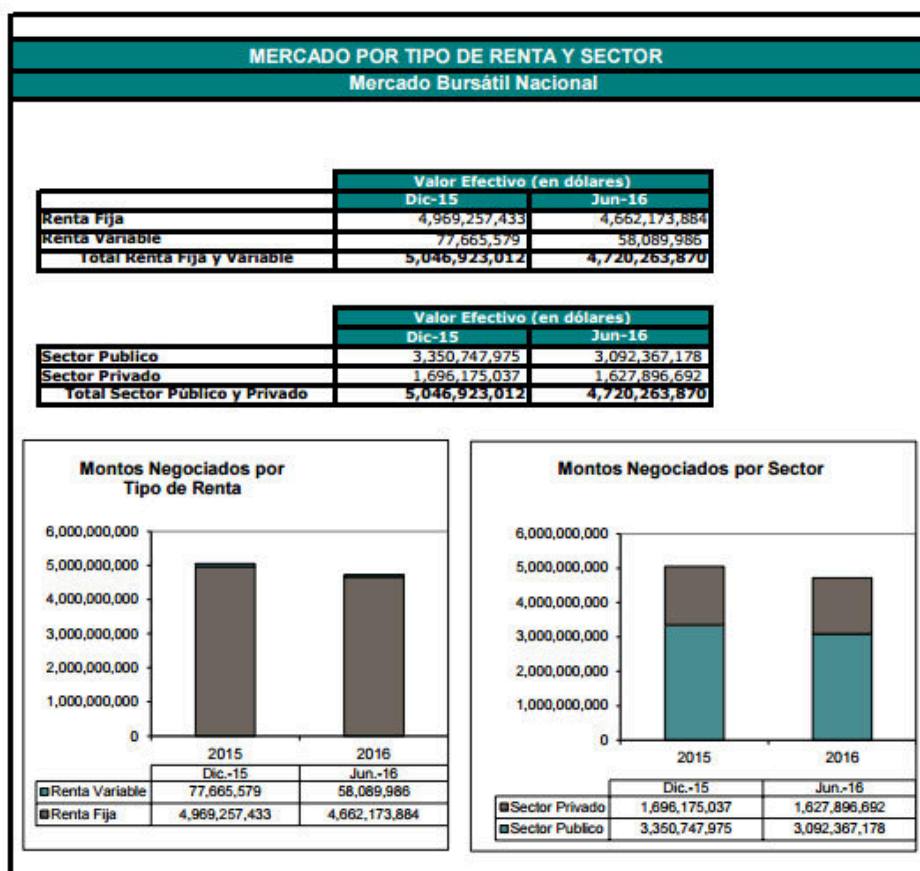 MERCADO POR TIPO DE RENTA Y SECTOR
Mercado Bursátil Nacional
Valor Efectivo (en dólares)
Dic-15 Jun-16
Renta Fija 4,969,257,433 4,662,173,884
Renta Variable 77,665,579 58,089,986
Total Renta Fija y Variable 5,046,923,012 4,720,263,870
Valor Efectivo (en dólares)
Dic-15 Jun-16
Sector Publico 3,350,747,975 3,092,367,178
Sector Privado 1,696,175,037 1,627,896,692
Total Sector Público y Privado 5,046,923,012 4,720,263,870
Montos Negociados por
Tipo de Renta
6,000,000,000
5,000,000,000
4,000,000,000
3,000,000,000
2,000,000,000
1,000,000,000
0
2015 2016
Dic.-15 Jun.-16
Renta Variable 77,665,579 58,089,986
Renta Fija 4,969,257,433 4,662,173,884
Montos Negociados por Sector
6,000,000,000
5,000,000,000
4,000,000,000
3,000,000,000
2,000,000,000
1,000,000,000
0
2015 2016
Dic.-15 Jun.-16
Sector Privado 1,696,175,037 1,627,896,692
Sector Publico 3,350,747,975 3,092,367,178